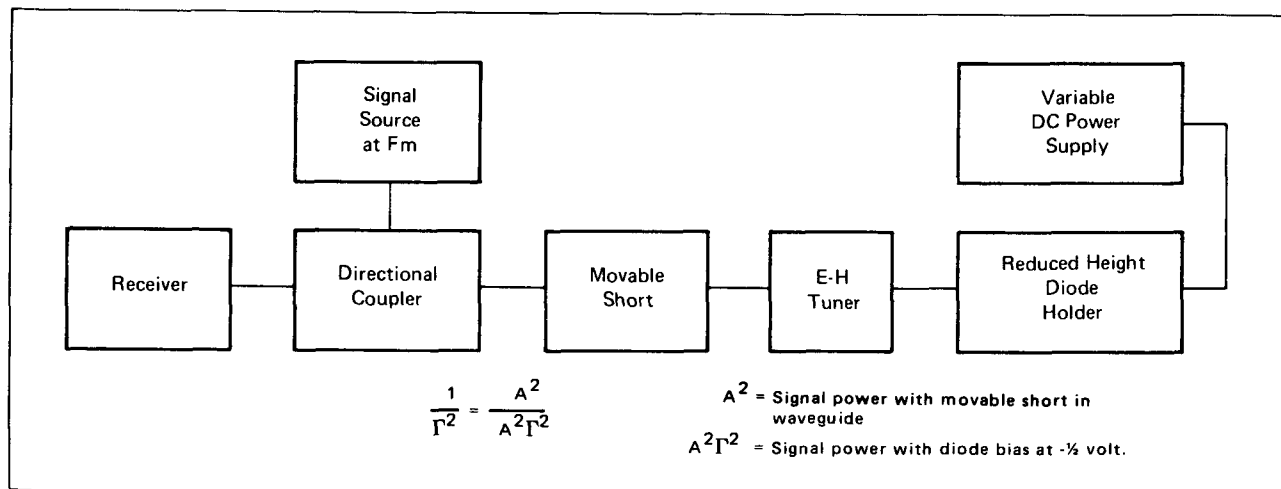 Signal
Source
at Fm
Variable
DC Power
Supply
Receiver
Directional
Coupler
Movable
Short
E-H
Tuner
Reduced Height
Diode
Holder
1/Γ² = A²/A²Γ²
A² = Signal power with movable short in
waveguide
A²Γ² = Signal power with diode bias at -½ volt.